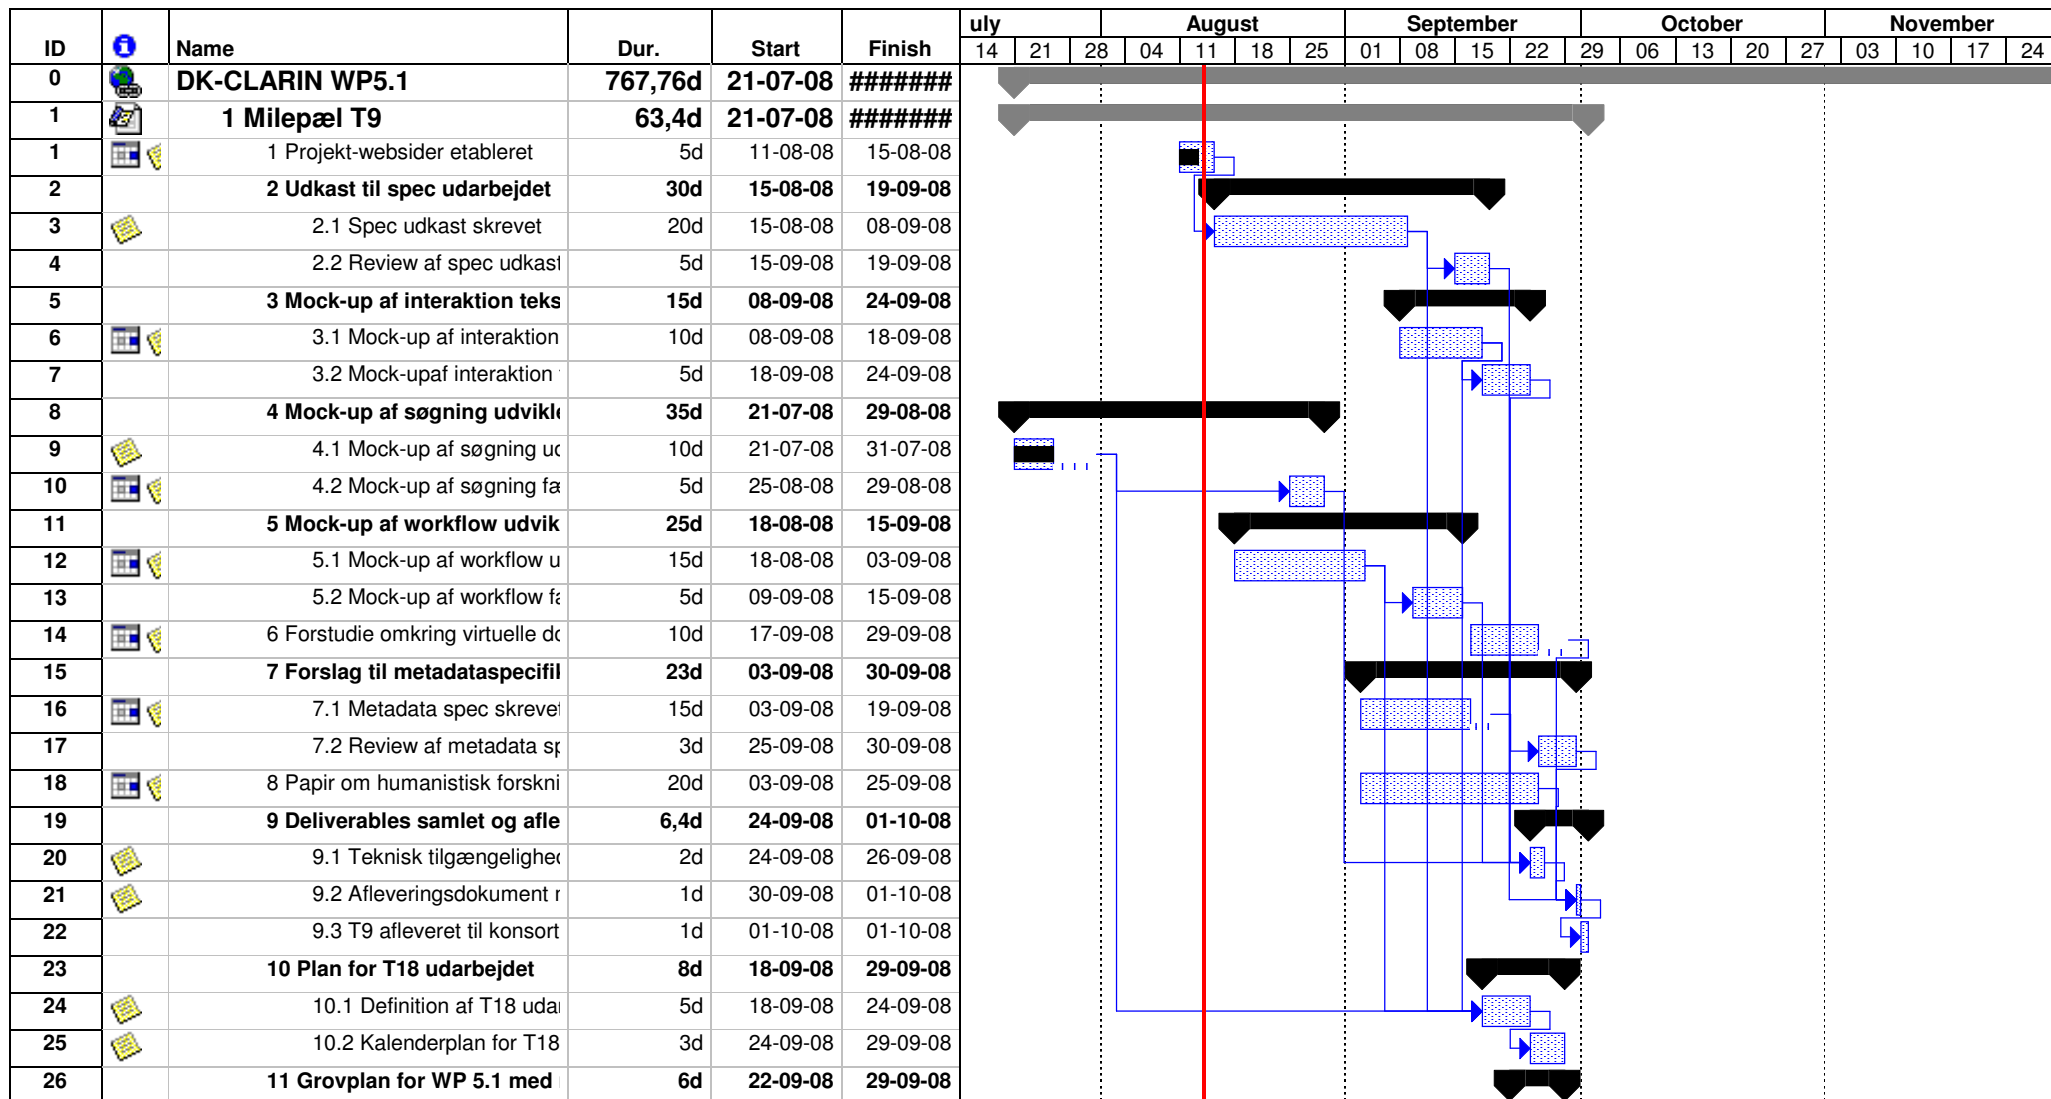 uly August September October November
ID Name Dur. Start Finish 14 21 28 04 11 18 25 01 08 15 22 29 06 13 20 27 03 10 17 24
0 DK-CLARIN WP5.1 767,76d 21-07-08 #######
1 1 Milepæl T9 63,4d 21-07-08 #######
1 1 Projekt-websider etableret 5d 11-08-08 15-08-08
2 2 Udkast til spec udarbejdet 30d 15-08-08 19-09-08
3 2.1 Spec udkast skrevet 20d 15-08-08 08-09-08
4 2.2 Review af spec udkast 5d 15-09-08 19-09-08
5 3 Mock-up af interaktion teks 15d 08-09-08 24-09-08
6 3.1 Mock-up af interaktion 10d 08-09-08 18-09-08
7 3.2 Mock-upaf interaktion 5d 18-09-08 24-09-08
8 4 Mock-up af søgning udvikle 35d 21-07-08 29-08-08
9 4.1 Mock-up af søgning ud 10d 21-07-08 31-07-08
10 4.2 Mock-up af søgning fæ 5d 25-08-08 29-08-08
11 5 Mock-up af workflow udvik 25d 18-08-08 15-09-08
12 5.1 Mock-up af workflow u 15d 18-08-08 03-09-08
13 5.2 Mock-up af workflow fæ 5d 09-09-08 15-09-08
14 6 Forstudie omkring virtuelle do 10d 17-09-08 29-09-08
15 7 Forslag til metadataspecifik 23d 03-09-08 30-09-08
16 7.1 Metadata spec skrevet 15d 03-09-08 19-09-08
17 7.2 Review af metadata sp 3d 25-09-08 30-09-08
18 8 Papir om humanistisk forskni 20d 03-09-08 25-09-08
19 9 Deliverables samlet og afle 6,4d 24-09-08 01-10-08
20 9.1 Teknisk tilgængelighed 2d 24-09-08 26-09-08
21 9.2 Afleveringsdokument 1d 30-09-08 01-10-08
22 9.3 T9 afleveret til konsort 1d 01-10-08 01-10-08
23 10 Plan for T18 udarbejdet 8d 18-09-08 29-09-08
24 10.1 Definition af T18 udar 5d 18-09-08 24-09-08
25 10.2 Kalenderplan for T18 3d 24-09-08 29-09-08
26 11 Grovplan for WP 5.1 med 6d 22-09-08 29-09-08